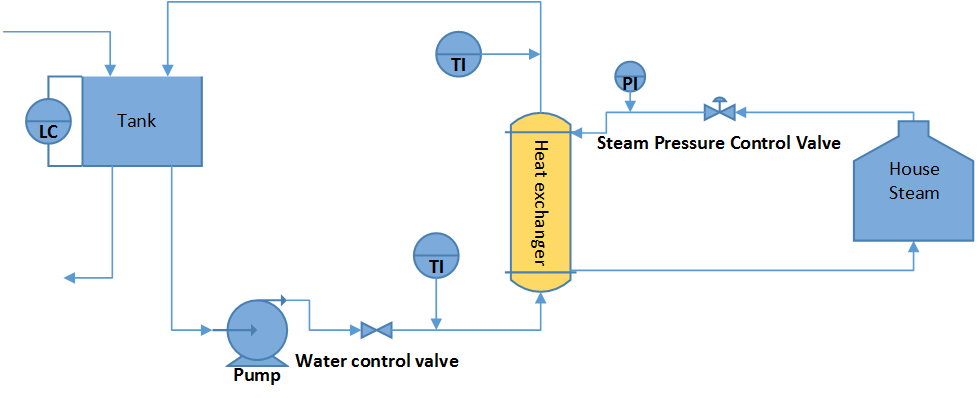 TI
PI
LC
Tank
Steam Pressure Control Valve
Heat exchanger
House
Steam
TI
Water control valve
Pump